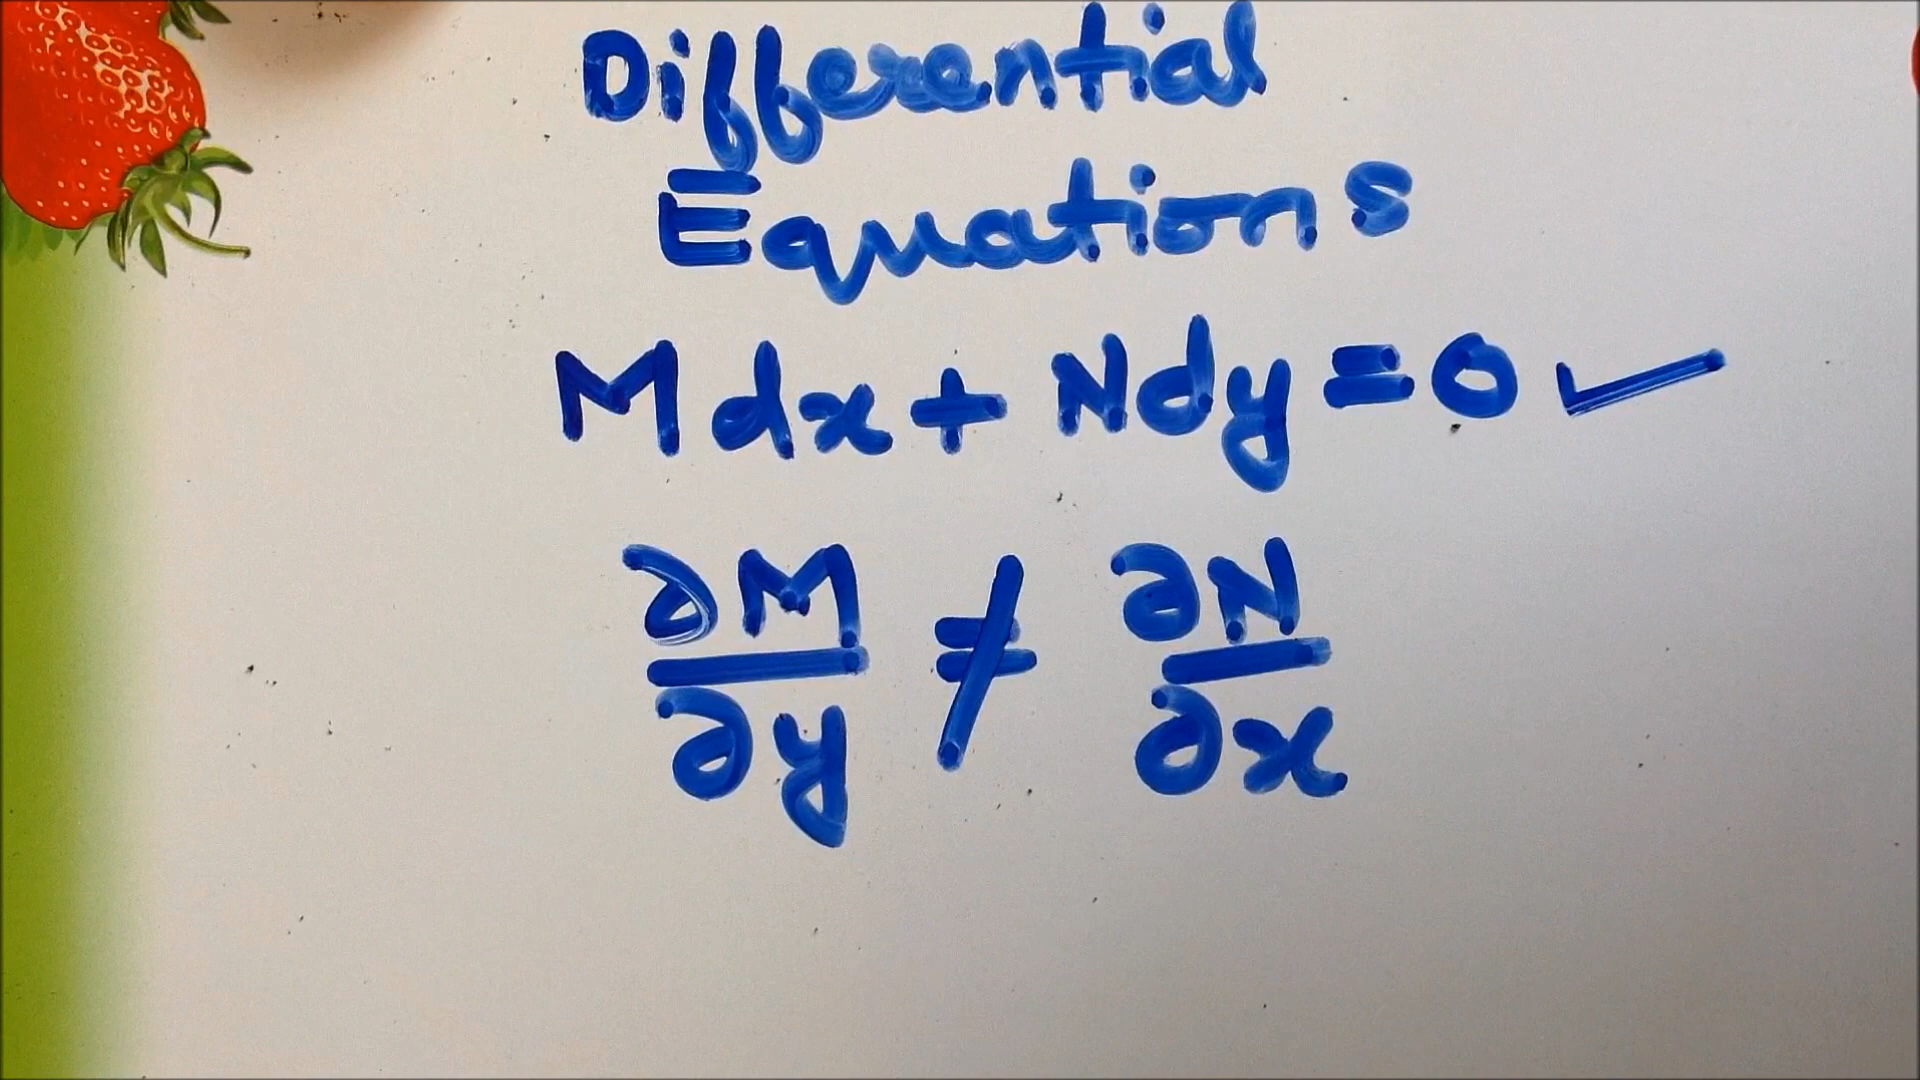 Differential
Equations
Mdx + Ndy = 0 ✓
∂M/∂y ≠ ∂N/∂x